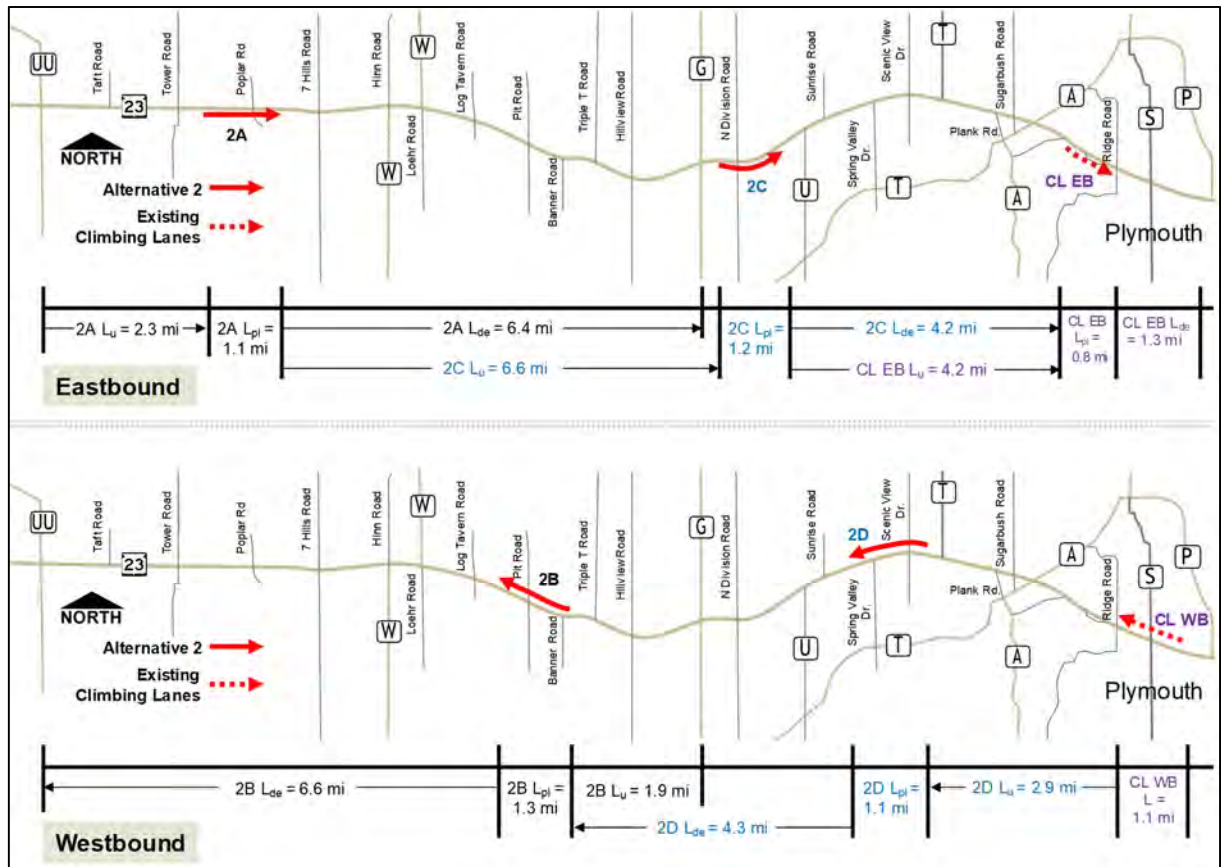 UU
Taft Road
23
Tower Road
Poplar Rd
7 Hills Road
Hinn Road
W
W
Loehr Road
Log Tavern Road
Pit Road
Banner Road
Triple T Road
Hillview Road
G
N Division Road
Sunrise Road
U
Spring Valley
Dr.
Scenic View
Dr.
T
T
Sugarbush Road
Plank Rd.
A
A
Ridge Road
S
P
2A
2C
CL EB
Plymouth
NORTH
Alternative 2
Existing
Climbing Lanes
2A Lu = 2.3 mi
2A Lpl =
1.1 mi
2A Lde = 6.4 mi
2C Lu = 6.6 mi
2C Lpl =
1.2 mi
2C Lde = 4.2 mi
CL EB Lu = 4.2 mi
CL EB
Lpl =
0.8 mi
CL EB Lde
= 1.3 mi
Eastbound
UU
Taft Road
23
Tower Road
Poplar Rd
7 Hills Road
Hinn Road
W
W
Loehr Road
Log Tavern Road
Pit Road
Banner Road
Triple T Road
Hillview Road
G
N Division Road
Sunrise Road
U
Spring Valley
Dr.
Scenic View
Dr.
T
T
Sugarbush Road
Plank Rd.
A
A
Ridge Road
S
P
2B
2D
CL WB
Plymouth
NORTH
Alternative 2
Existing
Climbing Lanes
2B Lde = 6.6 mi
2B Lpl =
1.3 mi
2B Lu = 1.9 mi
2D Lde = 4.3 mi
2D Lpl =
1.1 mi
2D Lu = 2.9 mi
CL WB
L =
1.1 mi
Westbound